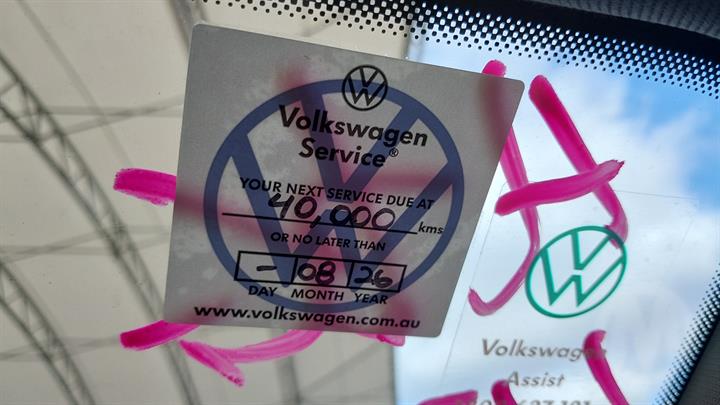 Volkswagen
Service®
YOUR NEXT SERVICE DUE AT
40,000 kms
OR NO LATER THAN
- 08 26
DAY MONTH YEAR
www.volkswagen.com.au
Volkswagen
Assist